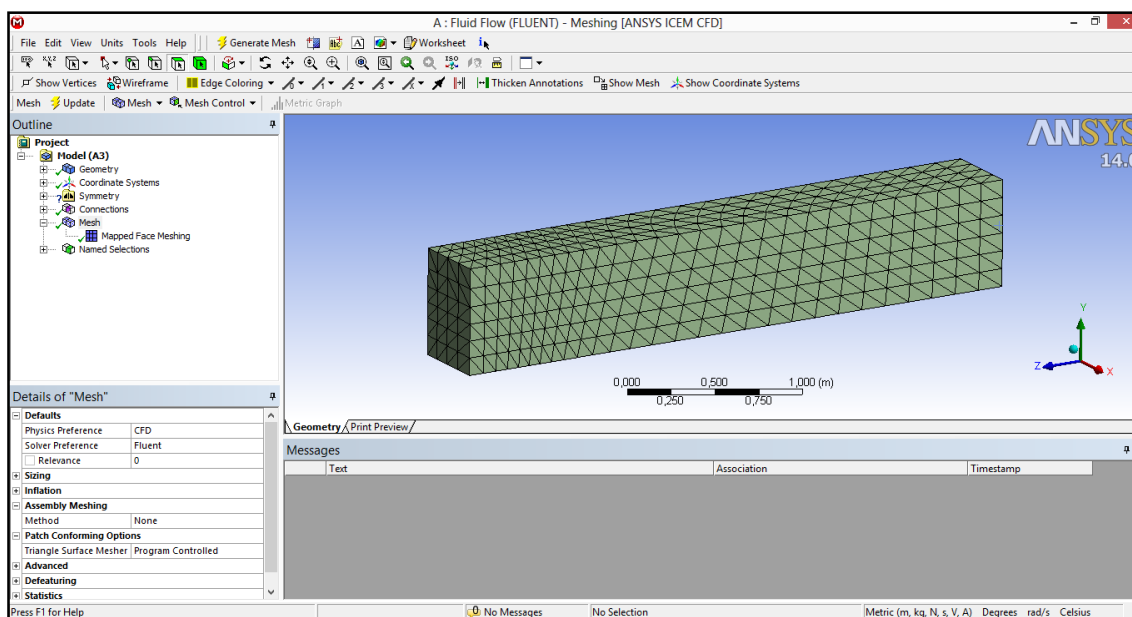 A : Fluid Flow (FLUENT) - Meshing [ANSYS ICEM CFD]
File Edit View Units Tools Help Generate Mesh A Worksheet i
Show Vertices Wireframe Edge Coloring Thicken Annotations Show Mesh Show Coordinate Systems
Mesh Update Mesh Mesh Control Metric Graph
Outline
Project
Model (A3)
Geometry
Coordinate Systems
Symmetry
Connections
Mesh
Mapped Face Meshing
Named Selections
ANSYS
14.0
Y
Z X
0,000 0,500 1,000 (m)
0,250 0,750
Details of "Mesh"
Defaults
Physics Preference CFD
Solver Preference Fluent
Relevance 0
Sizing
Inflation
Assembly Meshing
Method None
Patch Conforming Options
Triangle Surface Mesher Program Controlled
Advanced
Defeaturing
Statistics
Geometry Print Preview
Messages
Text Association Timestamp
Press F1 for Help 0 No Messages No Selection Metric (m, kg, N, s, V, A) Degrees rad/s Celsius